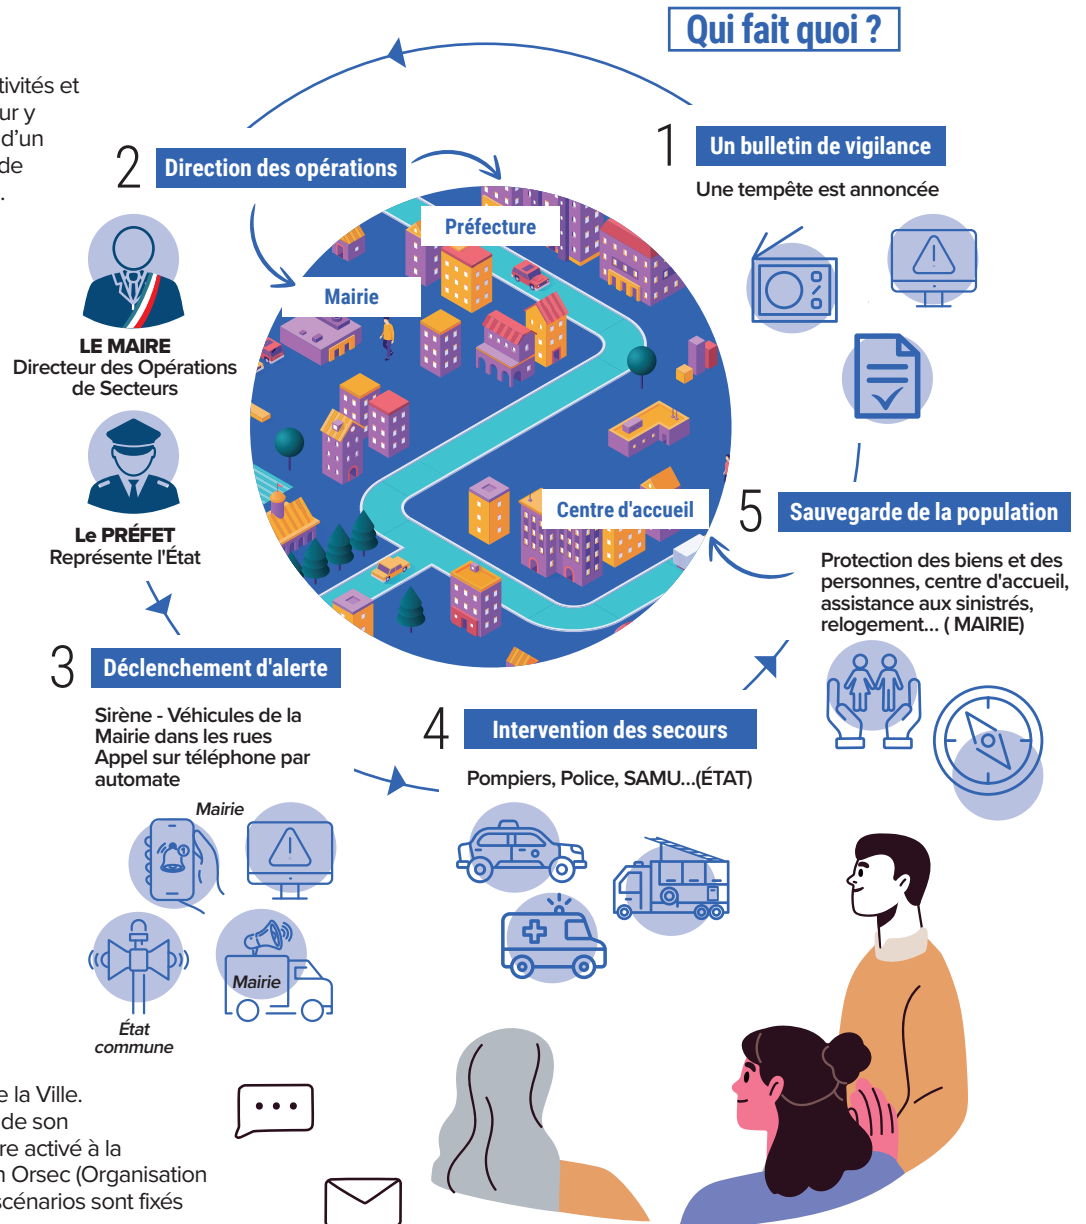 Qui fait quoi ?
tivités et
ur y
d'un
de
.
1
Un bulletin de vigilance
Une tempête est annoncée
2
Direction des opérations
Préfecture
Mairie
Centre d'accueil
LE MAIRE
Directeur des Opérations
de Secteurs
Le PRÉFET
Représente l'État
3
Déclenchement d'alerte
Sirène - Véhicules de la
Mairie dans les rues
Appel sur téléphone par
automate
Mairie
1
Mairie
État
commune
4
Intervention des secours
Pompiers, Police, SAMU...(ÉTAT)
5
Sauvegarde de la population
Protection des biens et des
personnes, centre d'accueil,
assistance aux sinistrés,
relogement... ( MAIRIE)
e la Ville.
de son
re activé à la
n Orsec (Organisation
scénarios sont fixés